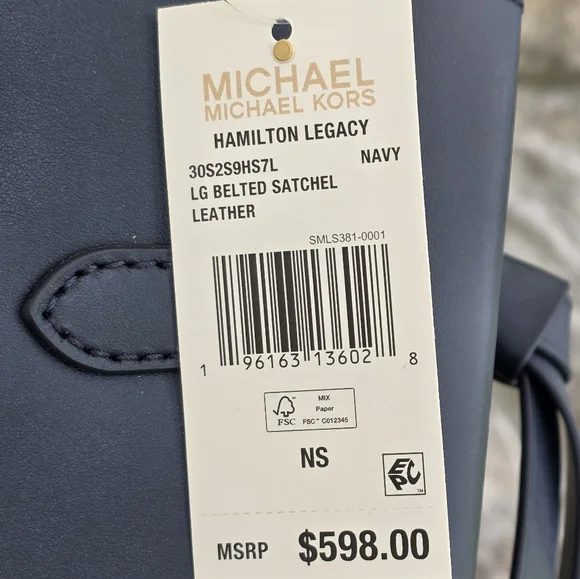 MICHAEL
MICHAEL KORS
HAMILTON LEGACY
30S2S9HS7L NAVY
LG BELTED SATCHEL
LEATHER
SMLS381-0001
1 96163 13602 8
FSC
MIX
Paper
FSC™ C012345
NS
EPC™
MSRP $598.00